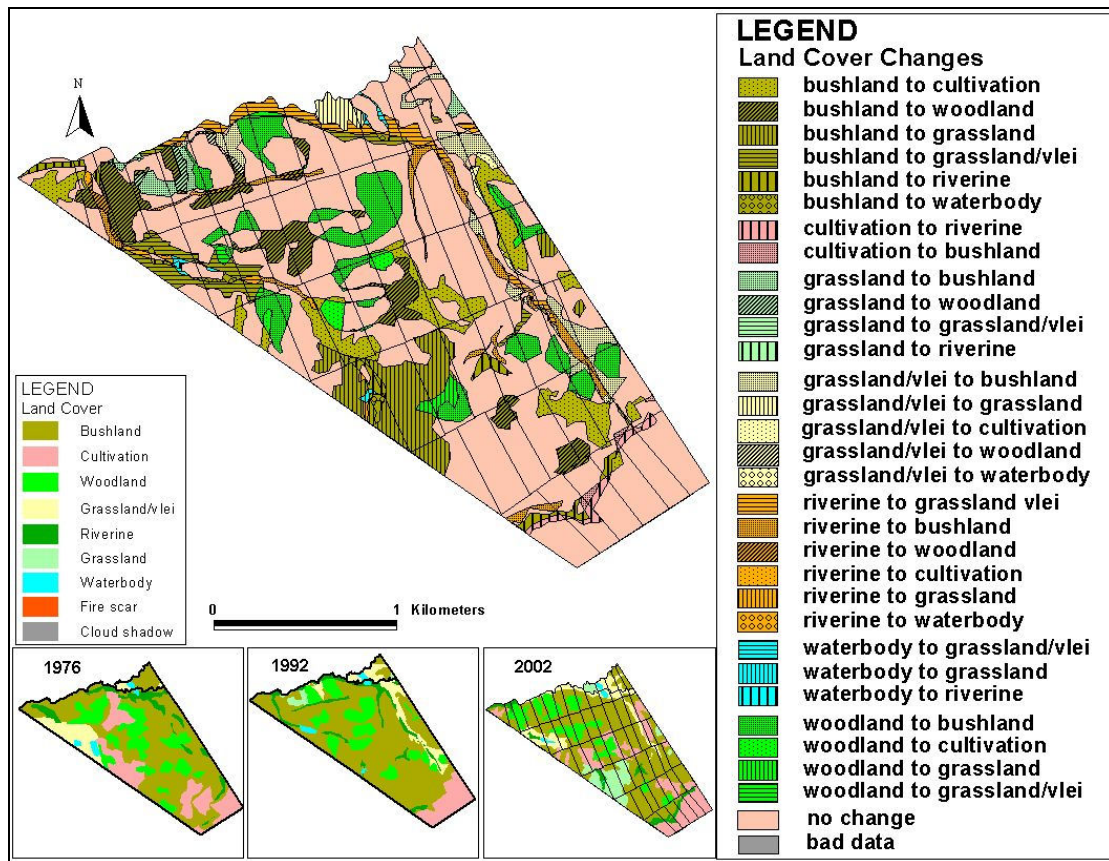 N
LEGEND
Land Cover
Bushland
Cultivation
Woodland
Grassland/vlei
Riverine
Grassland
Waterbody
Fire scar
Cloud shadow
0 1 Kilometers
1976
1992
2002
LEGEND
Land Cover Changes
bushland to cultivation
bushland to woodland
bushland to grassland
bushland to grassland/vlei
bushland to riverine
bushland to waterbody
cultivation to riverine
cultivation to bushland
grassland to bushland
grassland to woodland
grassland to grassland/vlei
grassland to riverine
grassland/vlei to bushland
grassland/vlei to grassland
grassland/vlei to cultivation
grassland/vlei to woodland
grassland/vlei to waterbody
riverine to grassland vlei
riverine to bushland
riverine to woodland
riverine to cultivation
riverine to grassland
riverine to waterbody
waterbody to grassland/vlei
waterbody to grassland
waterbody to riverine
woodland to bushland
woodland to cultivation
woodland to grassland
woodland to grassland/vlei
no change
bad data